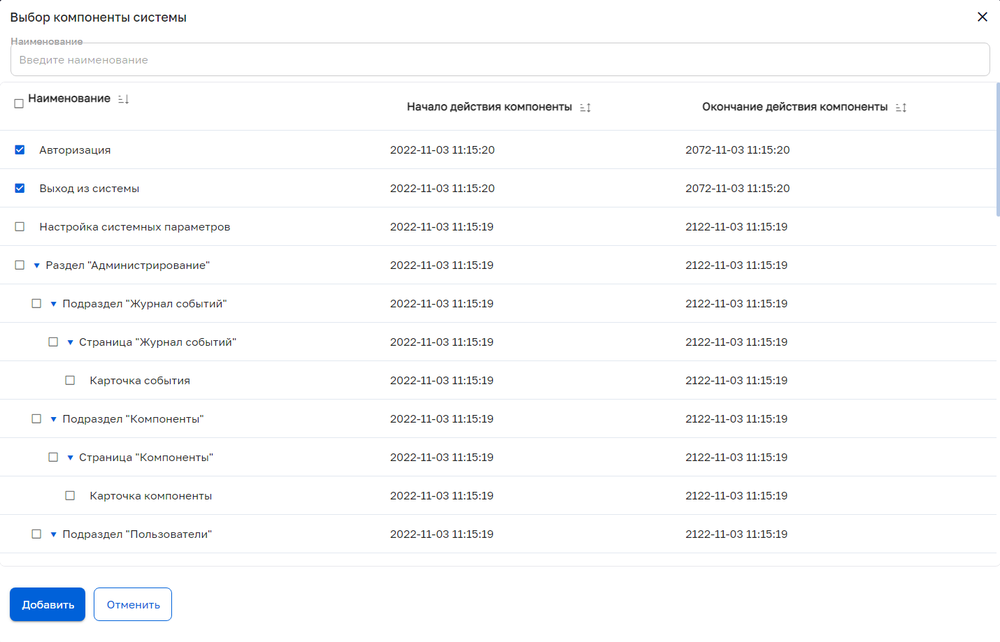 Выбор компоненты системы
Наименование
Введите наименование
Наименование Начало действия компоненты Окончание действия компоненты
Авторизация 2022-11-03 11:15:20 2072-11-03 11:15:20
Выход из системы 2022-11-03 11:15:20 2072-11-03 11:15:20
Настройка системных параметров 2022-11-03 11:15:19 2122-11-03 11:15:19
Раздел "Администрирование" 2022-11-03 11:15:19 2122-11-03 11:15:19
Подраздел "Журнал событий" 2022-11-03 11:15:19 2122-11-03 11:15:19
Страница "Журнал событий" 2022-11-03 11:15:19 2122-11-03 11:15:19
Карточка события 2022-11-03 11:15:19 2122-11-03 11:15:19
Подраздел "Компоненты" 2022-11-03 11:15:19 2122-11-03 11:15:19
Страница "Компоненты" 2022-11-03 11:15:19 2122-11-03 11:15:19
Карточка компоненты 2022-11-03 11:15:19 2122-11-03 11:15:19
Подраздел "Пользователи" 2022-11-03 11:15:19 2122-11-03 11:15:19
Добавить Отменить